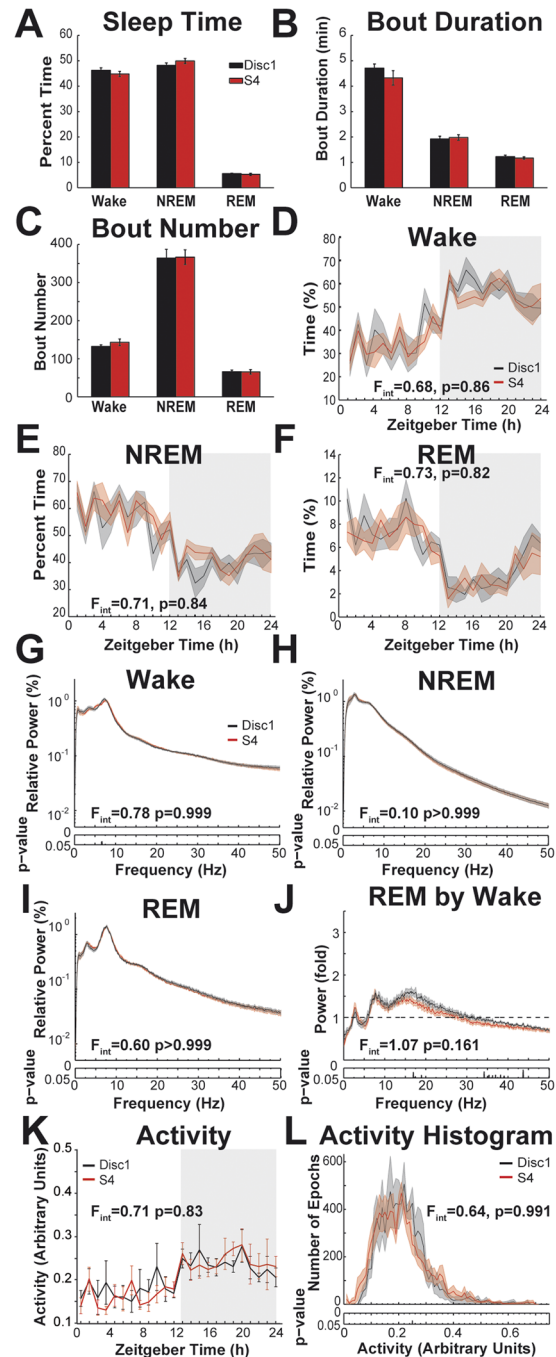 A Sleep Time
Percent Time
60
50
40
30
20
10
0
Wake NREM REM
Disc1
S4
B Bout Duration
Bout Duration (min)
6
5
4
3
2
1
0
Wake NREM REM
C Bout Number
Bout Number
400
300
200
100
0
Wake NREM REM
D Wake
Time (%)
80
70
60
50
40
30
20
10
Disc1
S4
Fint=0.68, p=0.86
0 4 8 12 16 20 24
Zeitgeber Time (h)
E NREM
Percent Time
80
70
60
50
40
30
20
Fint=0.71, p=0.84
0 4 8 12 16 20 24
Zeitgeber Time (h)
F REM
Fint=0.73, p=0.82
Time (%)
14
12
10
8
6
4
2
0
0 4 8 12 16 20 24
Zeitgeber Time (h)
G Wake
Relative Power (%)
10^0
10^-1
10^-2
Disc1
S4
Fint=0.78 p=0.999
p-value
0
0.05
0 10 20 30 40 50
Frequency (Hz)
H NREM
Relative Power (%)
10^0
10^-1
10^-2
Fint=0.10 p>0.999
p-value
0
0.05
0 10 20 30 40 50
Frequency (Hz)
I REM
Relative Power (%)
10^0
10^-1
10^-2
Fint=0.60 p>0.999
p-value
0
0.05
0 10 20 30 40 50
Frequency (Hz)
J REM by Wake
Power (fold)
3
2
1
Fint=1.07 p=0.161
p-value
0
0.05
0 10 20 30 40 50
Frequency (Hz)
K Activity
Activity (Arbitrary Units)
0.5
0.4
0.3
0.2
0.1
Disc1
S4
Fint=0.71 p=0.83
0 4 8 12 16 20 24
Zeitgeber Time (h)
L Activity Histogram
Number of Epochs
600
400
200
0
Disc1
S4
Fint=0.64, p=0.991
p-value
0
0.05
0 0.2 0.4 0.6
Activity (Arbitrary Units)